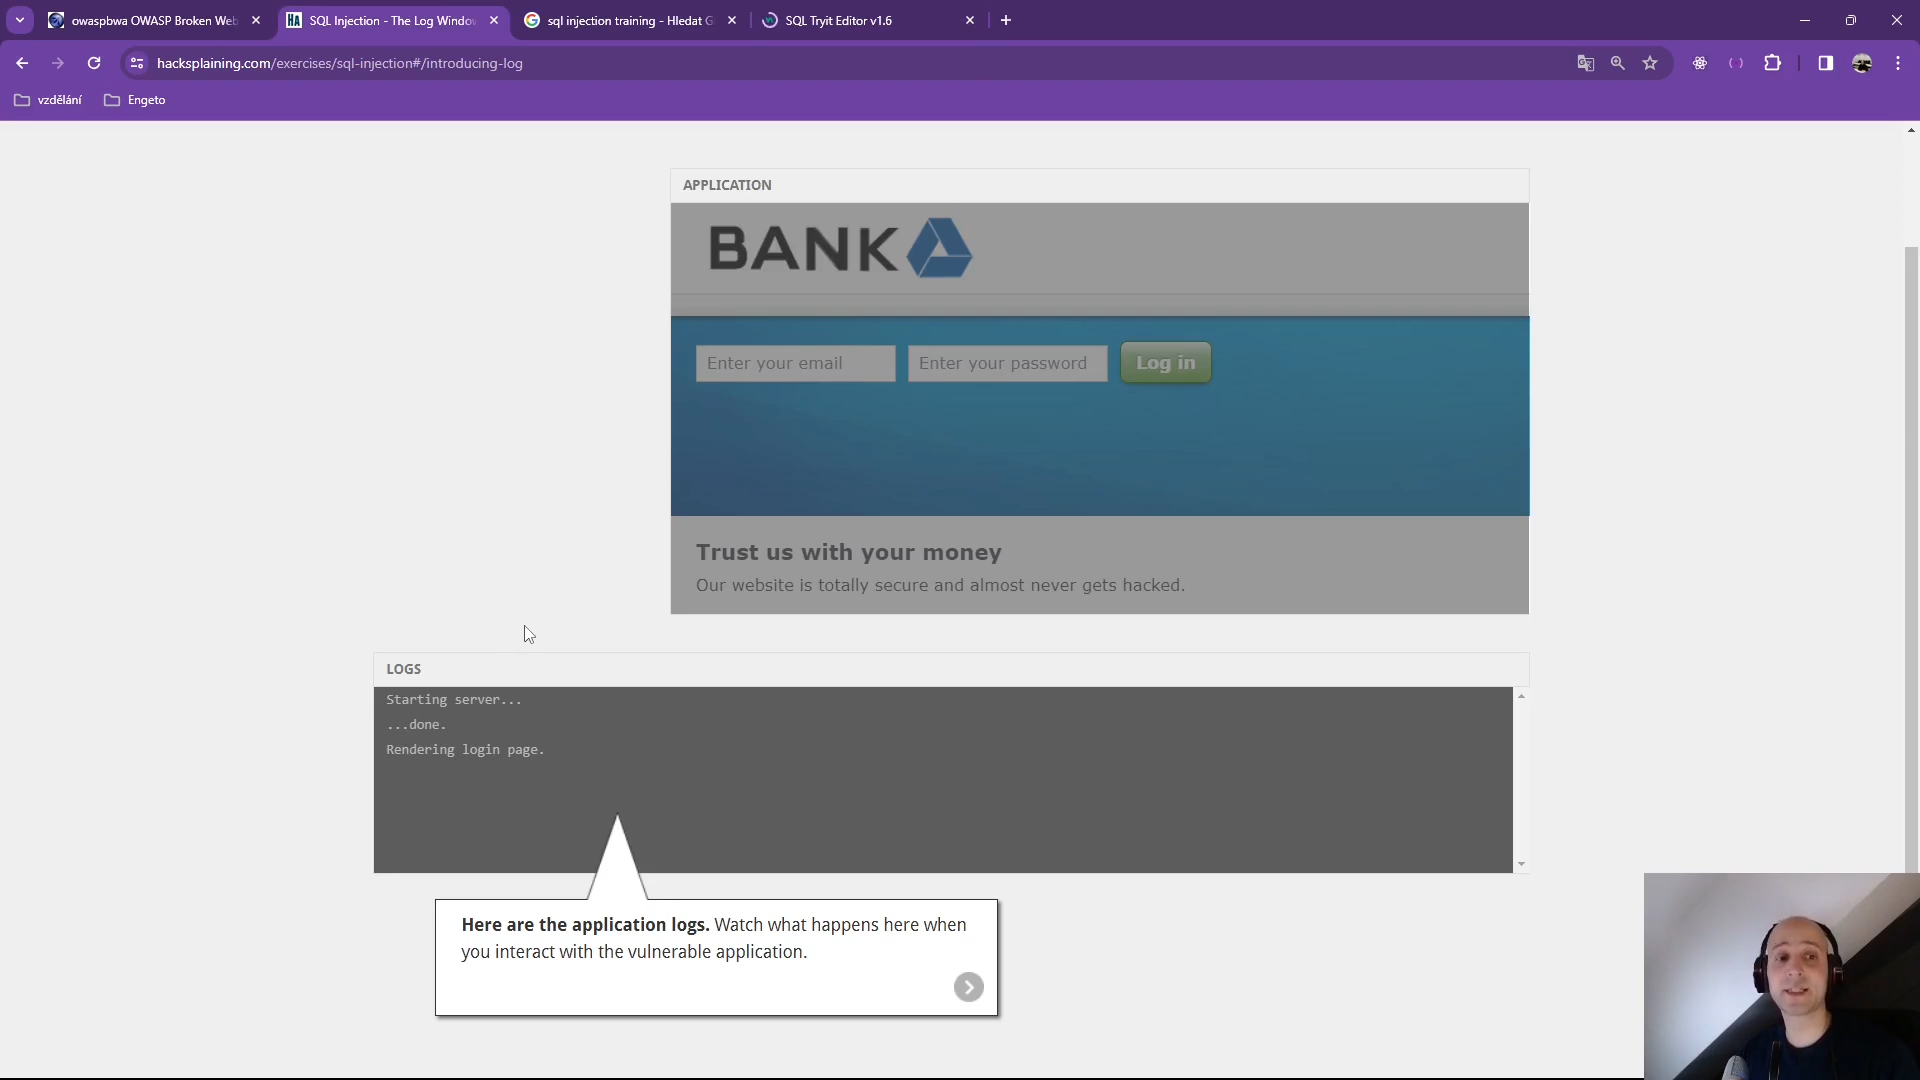 owaspbwa OWASP Broken Web
SQL Injection - The Log Window
sql injection training - Hledat G
SQL Tryit Editor v1.6
hacksplaining.com/exercises/sql-injection#/introducing-log
vzdělání
Engeto
APPLICATION
BANK
Enter your email
Enter your password
Log in
Trust us with your money
Our website is totally secure and almost never gets hacked.
LOGS
Starting server...
...done.
Rendering login page.
Here are the application logs. Watch what happens here when
you interact with the vulnerable application.